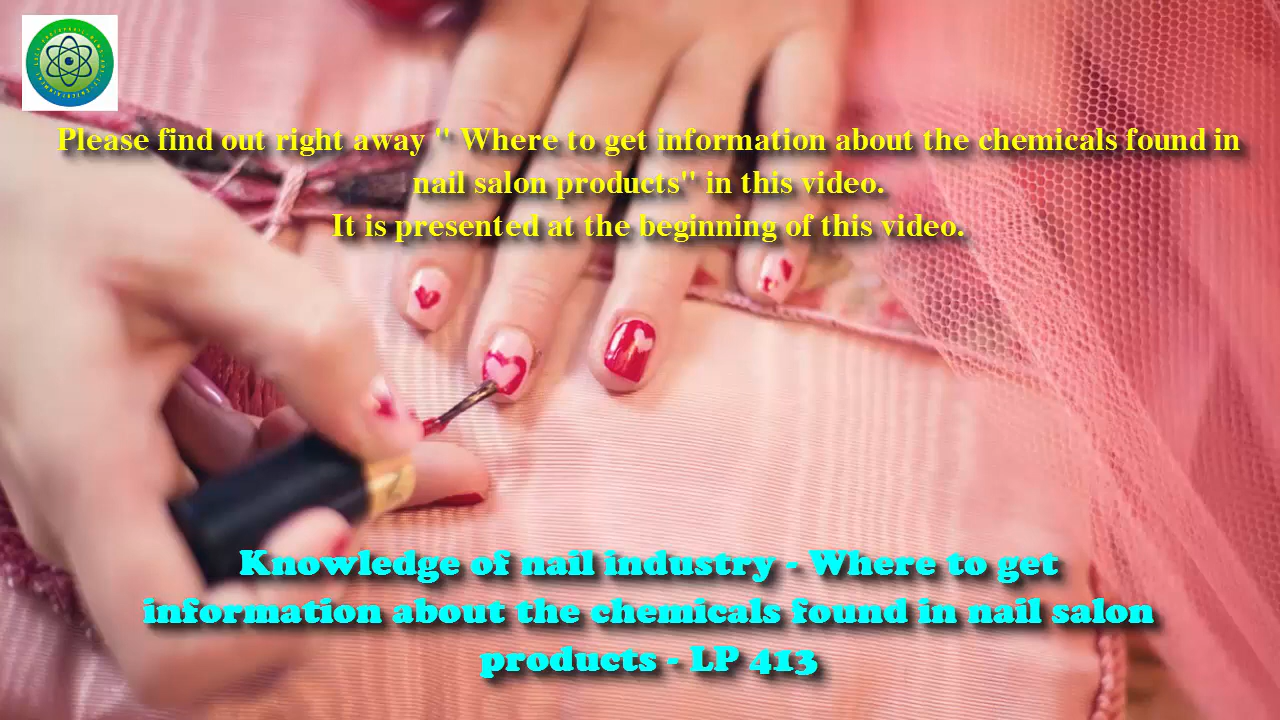 Please find out right away " Where to get information about the chemicals found in
nail salon products" in this video.
It is presented at the beginning of this video.
Knowledge of nail industry - Where to get
information about the chemicals found in nail salon
products - LP 413